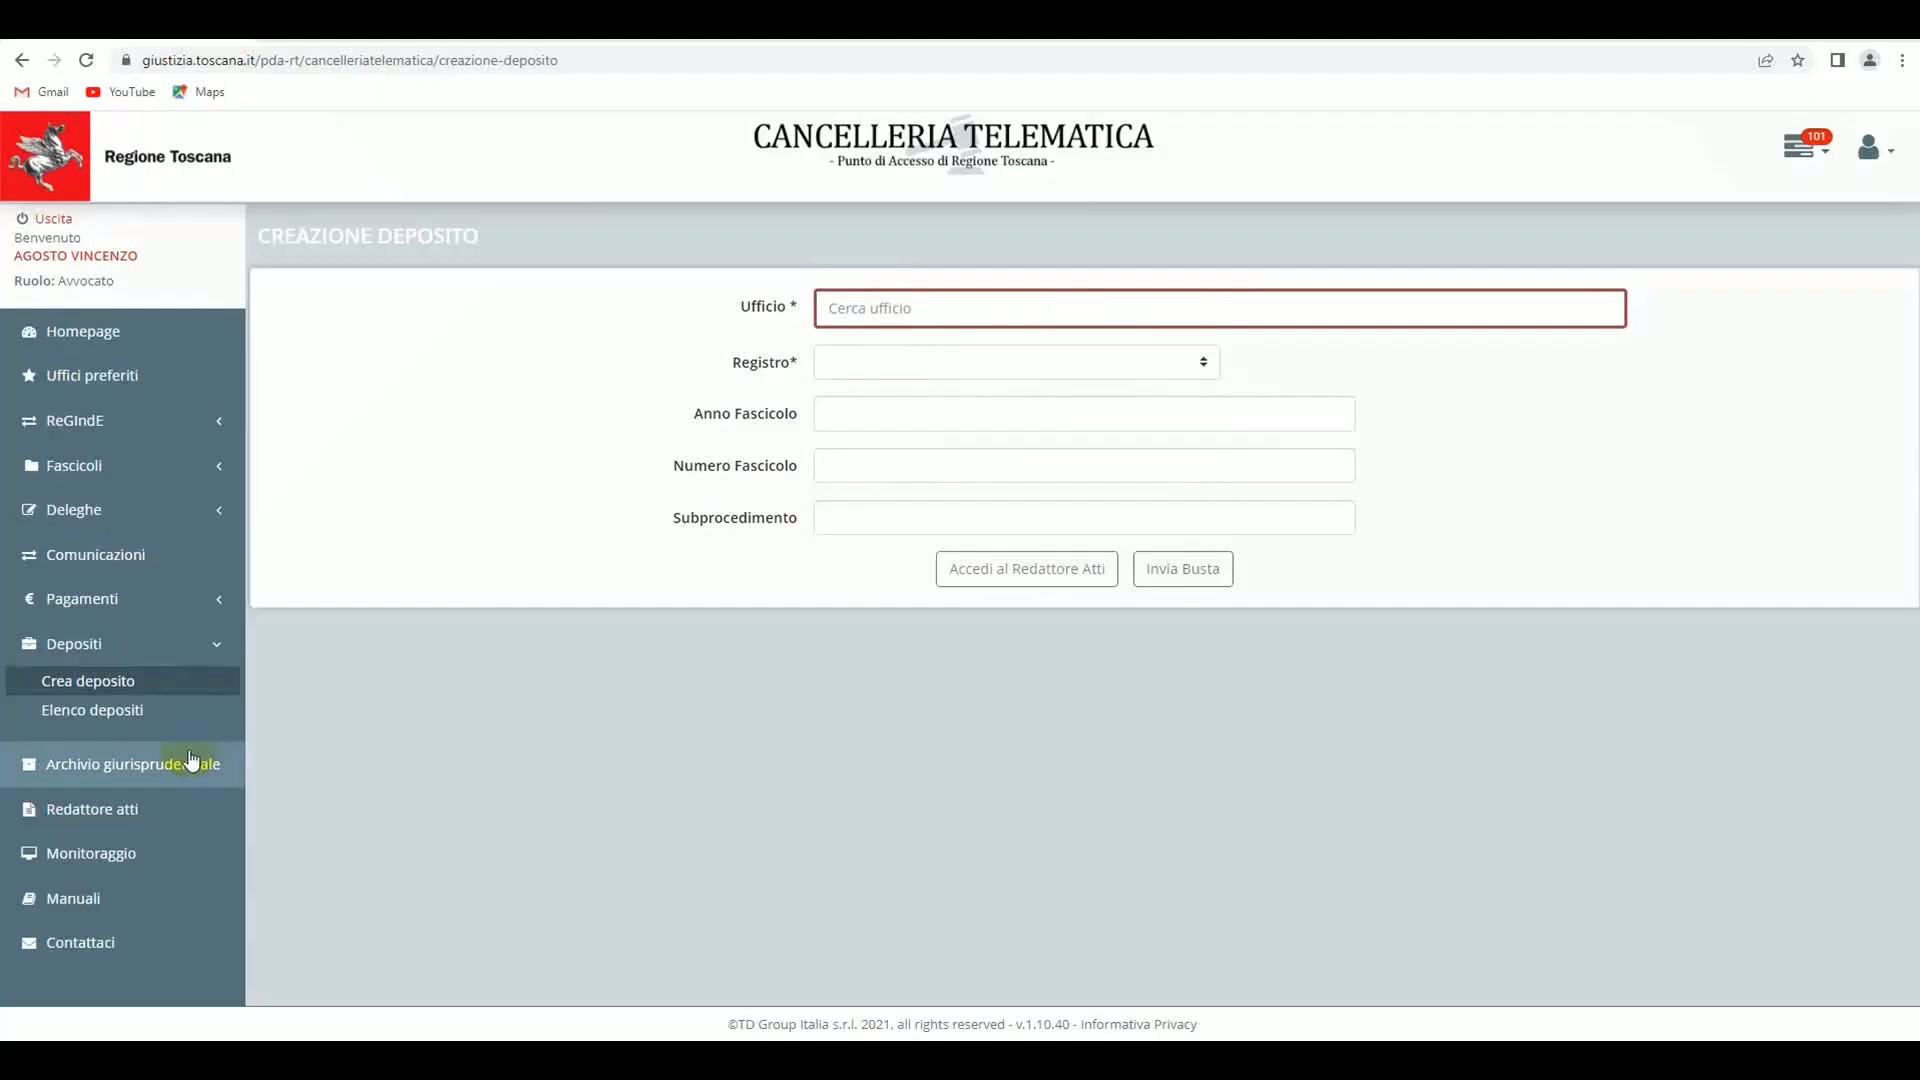 giustizia.toscana.it/pda-rt/cancelleriatelematica/creazione-deposito
Gmail YouTube Maps
Regione Toscana
CANCELLERIA TELEMATICA
- Punto di Accesso di Regione Toscana -
101
Uscita
Benvenuto
AGOSTO VINCENZO
Ruolo: Avvocato
Homepage
Uffici preferiti
ReGIndE
Fascicoli
Deleghe
Comunicazioni
€ Pagamenti
Depositi
Crea deposito
Elenco depositi
Archivio giurisprudenziale
Redattore atti
Monitoraggio
Manuali
Contattaci
CREAZIONE DEPOSITO
Ufficio * Cerca ufficio
Registro*
Anno Fascicolo
Numero Fascicolo
Subprocedimento
Accedi al Redattore Atti Invia Busta
©TD Group Italia s.r.l. 2021, all rights reserved - v.1.10.40 - Informativa Privacy